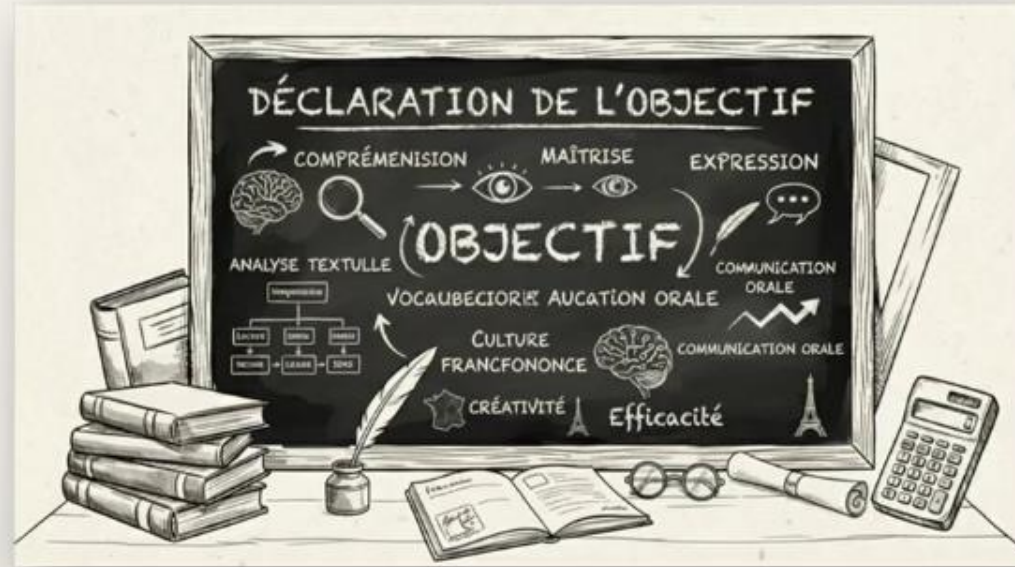 DÉCLARATION DE L'OBJECTIF
COMPRÉMENISION
MAÎTRISE
EXPRESSION
OBJECTIF
ANALYSE TEXTULLE
COMMUNICATION
ORALE
AUCATION ORALE
CULTURE
FRANCFONONCE
COMMUNICATION ORALE
CRÉATIVITÉ
Efficacité